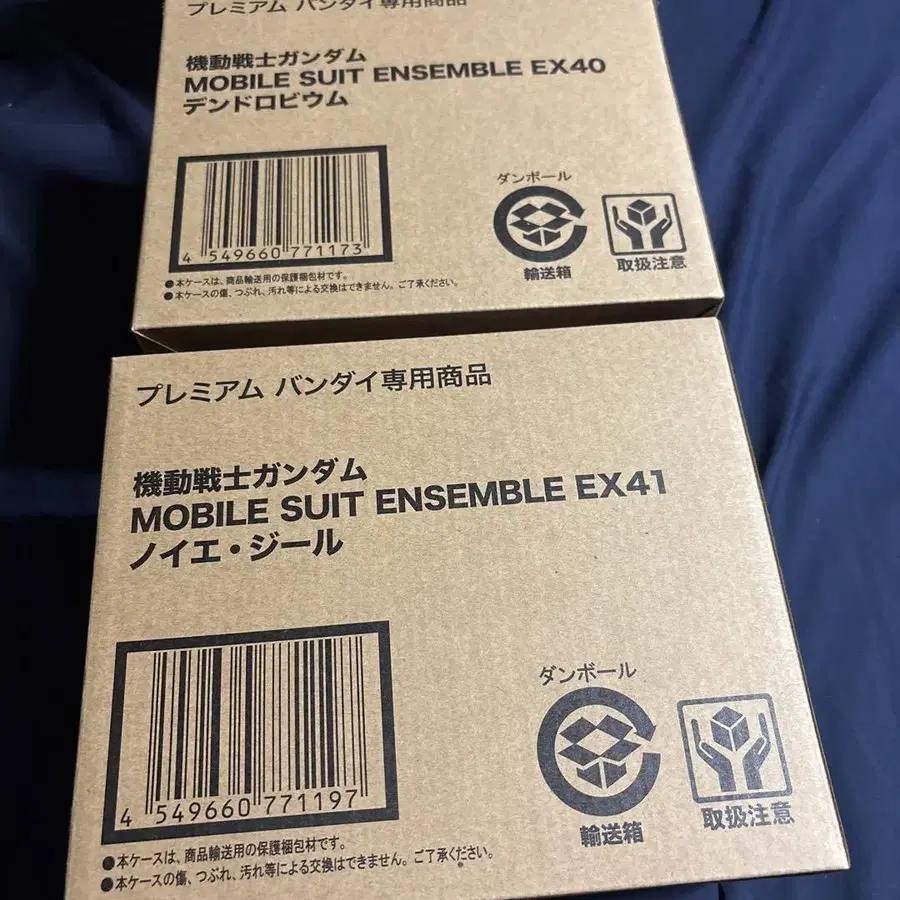 プレミアム バンダイ専用商品
機動戦士ガンダム
MOBILE SUIT ENSEMBLE EX40
デンドロビウム
4 549660 771173
ダンボール
輸送箱
取扱注意
●本ケースは、商品輸送用の保護梱包材です。
●本ケースの傷、つぶれ、汚れ等による交換はできません。ご了承ください。
プレミアム バンダイ専用商品
機動戦士ガンダム
MOBILE SUIT ENSEMBLE EX41
ノイエ・ジール
4 549660 771197
ダンボール
輸送箱
取扱注意
●本ケースは、商品輸送用の保護梱包材です。
●本ケースの傷、つぶれ、汚れ等による交換はできません。ご了承ください。